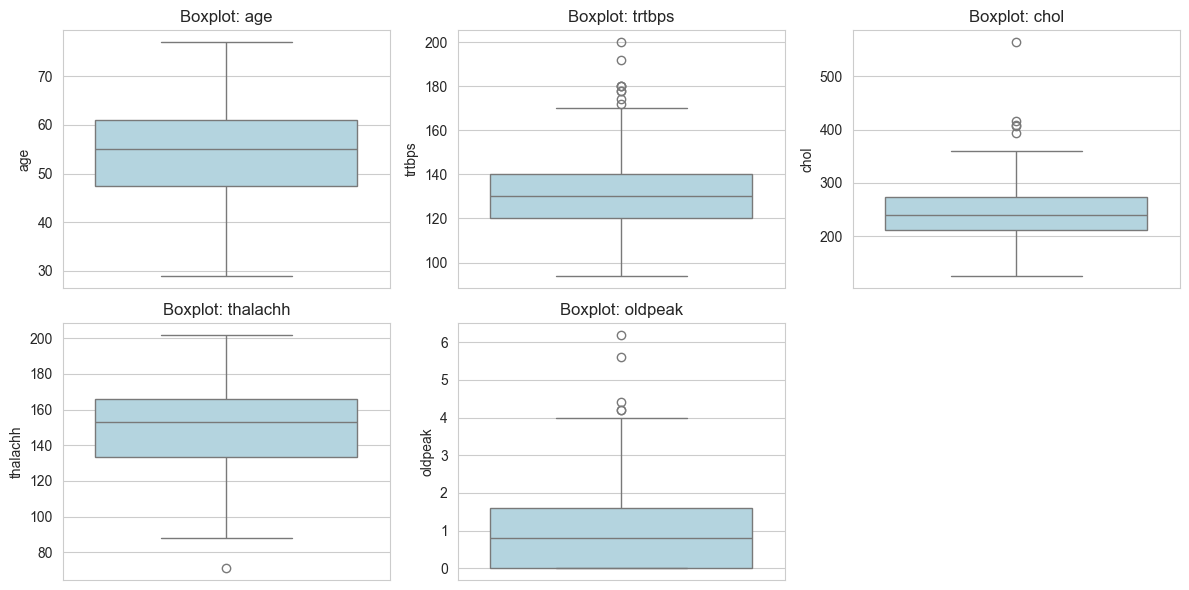 Boxplot: age
70
60
50
40
30
age
Boxplot: trtbps
200
180
160
140
120
100
trtbps
Boxplot: chol
500
400
300
200
chol
Boxplot: thalachh
200
180
160
140
120
100
80
thalachh
Boxplot: oldpeak
6
5
4
3
2
1
0
oldpeak